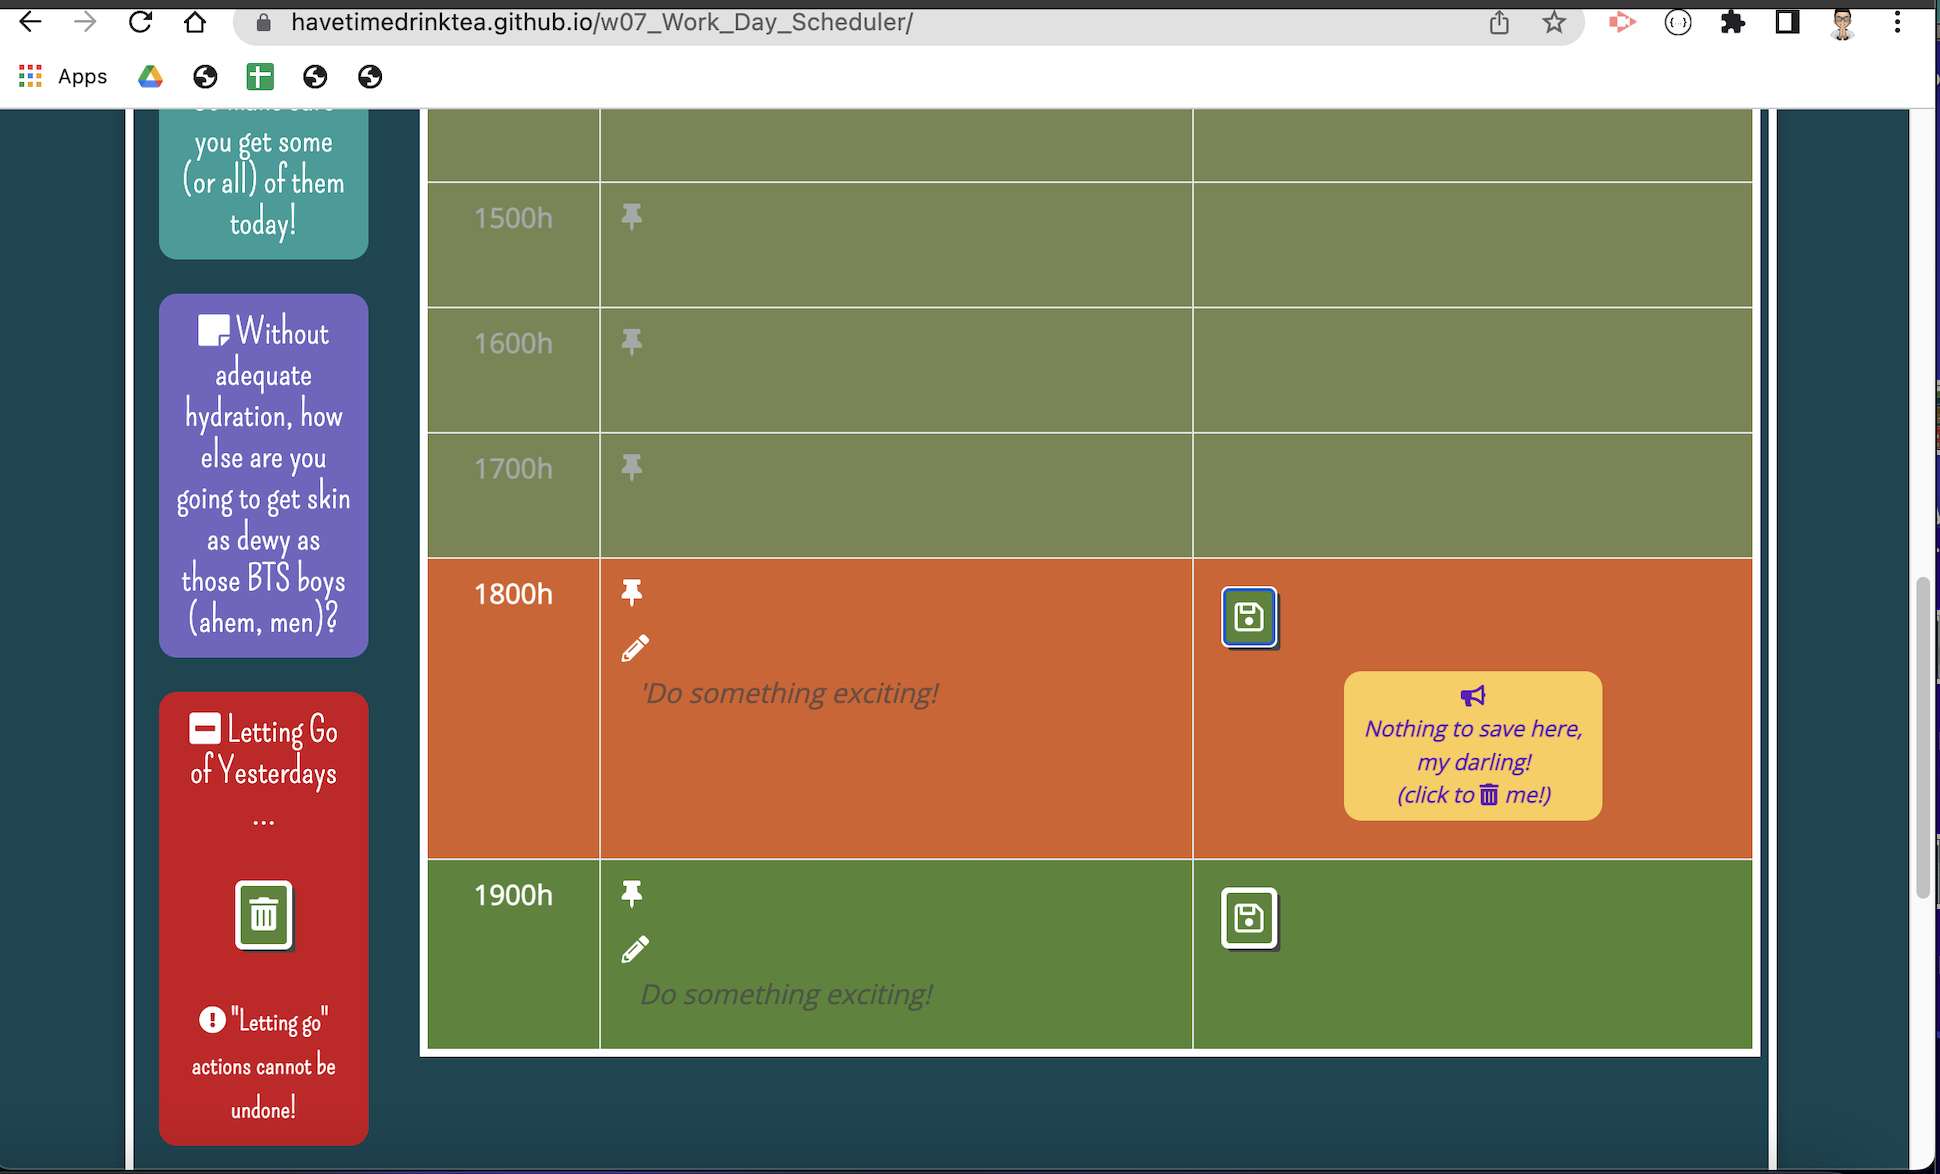 havetimedrinktea.github.io/w07_Work_Day_Scheduler/
Apps
you get some
(or all) of them
today!
Without
adequate
hydration, how
else are you
going to get skin
as dewy as
those BTS boys
(ahem, men)?
Letting Go
of Yesterdays
...
"Letting go"
actions cannot be
undone!
1500h
1600h
1700h
1800h
'Do something exciting!
Nothing to save here,
my darling!
(click to me!)
1900h
Do something exciting!